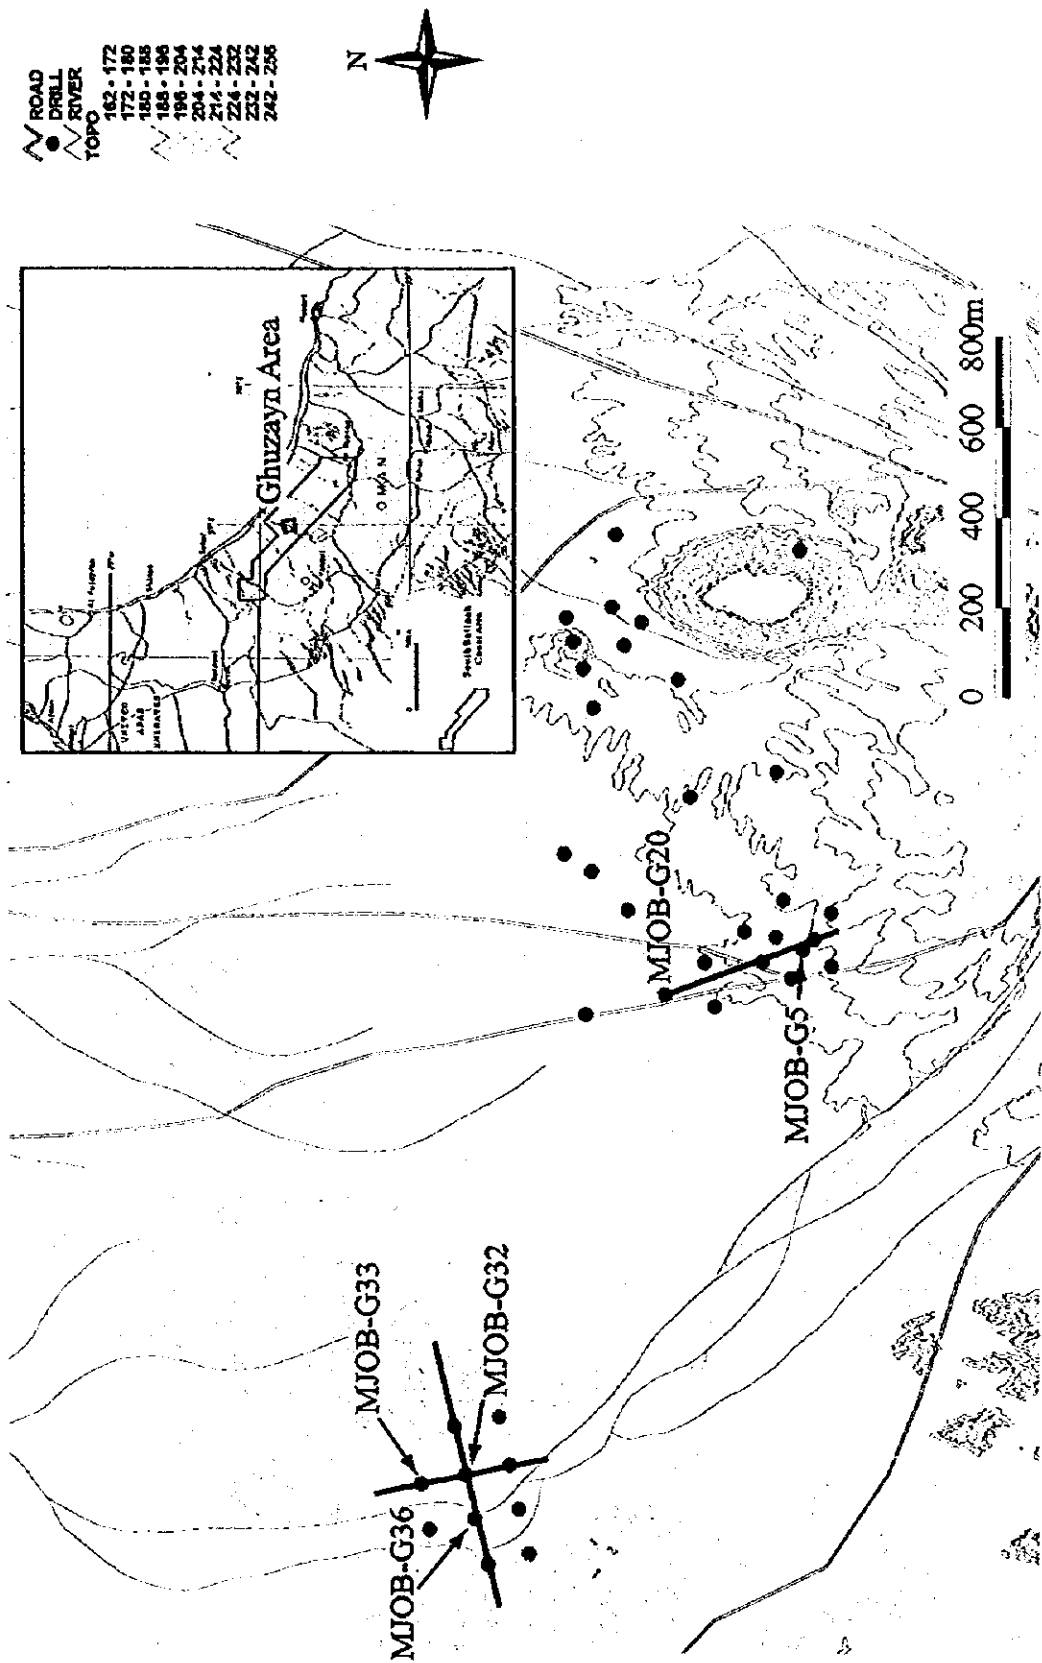 ROAD
DRILL
RIVER
TOPO
162 - 172
172 - 180
180 - 188
188 - 196
196 - 204
204 - 214
214 - 224
224 - 232
232 - 242
242 - 256
N
Ghuzayn Area
OMAN
UNITED
ARAB
EMIRATES
South Batinah
MJOB-G20
MJOB-G5
MJOB-G33
MJOB-G32
MJOB-G36
0 200 400 600 800m